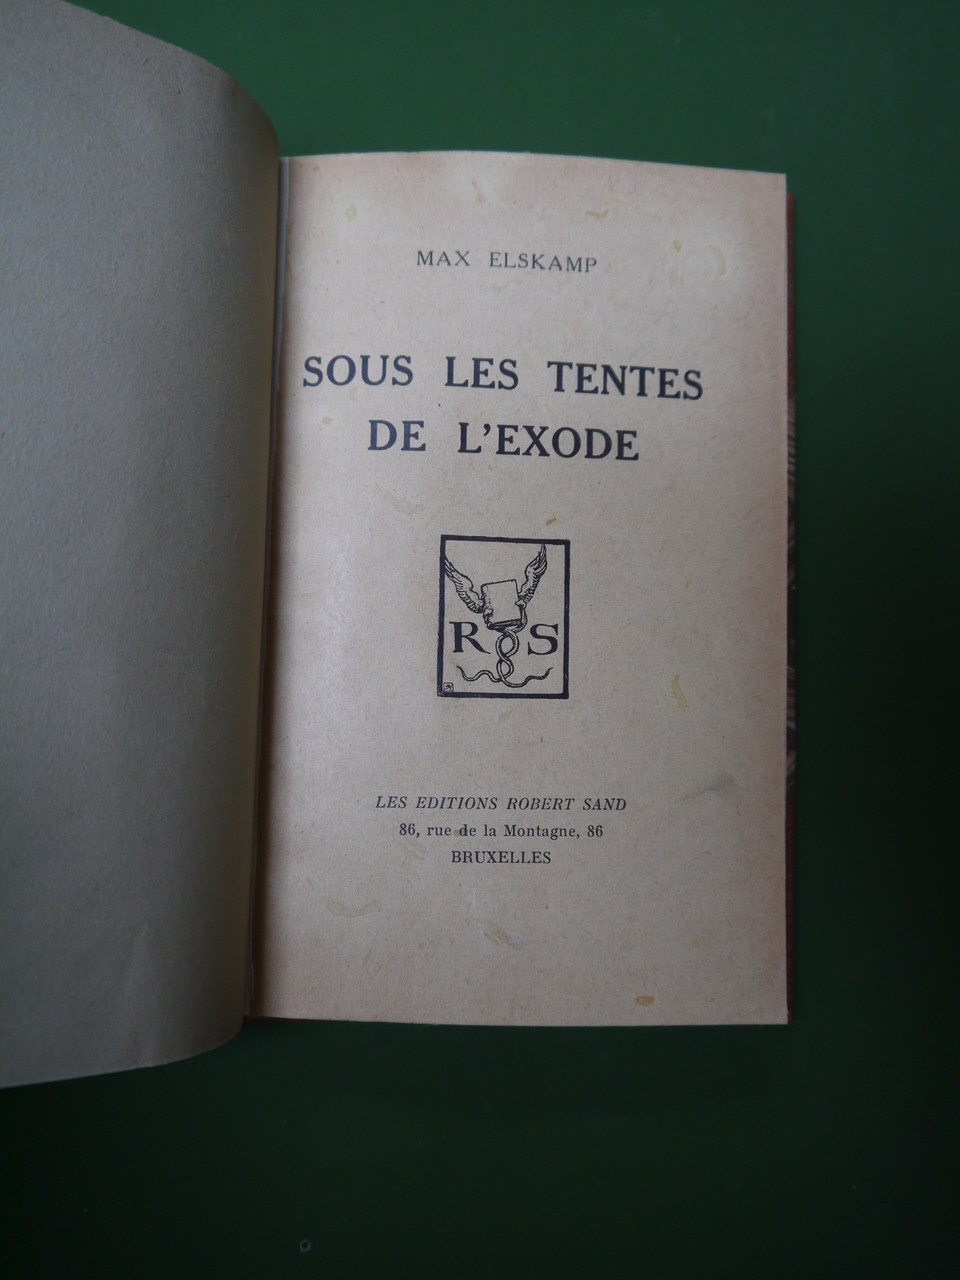 MAX ELSKAMP
SOUS LES TENTES
DE L'EXODE
R S
LES EDITIONS ROBERT SAND
86, rue de la Montagne, 86
BRUXELLES